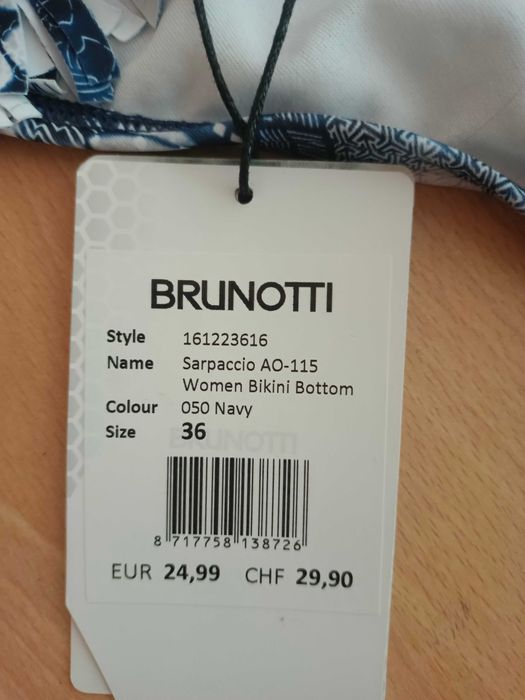 BRUNOTTI
Style 161223616
Name Sarpaccio AO-115
Women Bikini Bottom
Colour 050 Navy
Size 36
BRUNOTTI
8 717758 138726
EUR 24,99 CHF 29,90